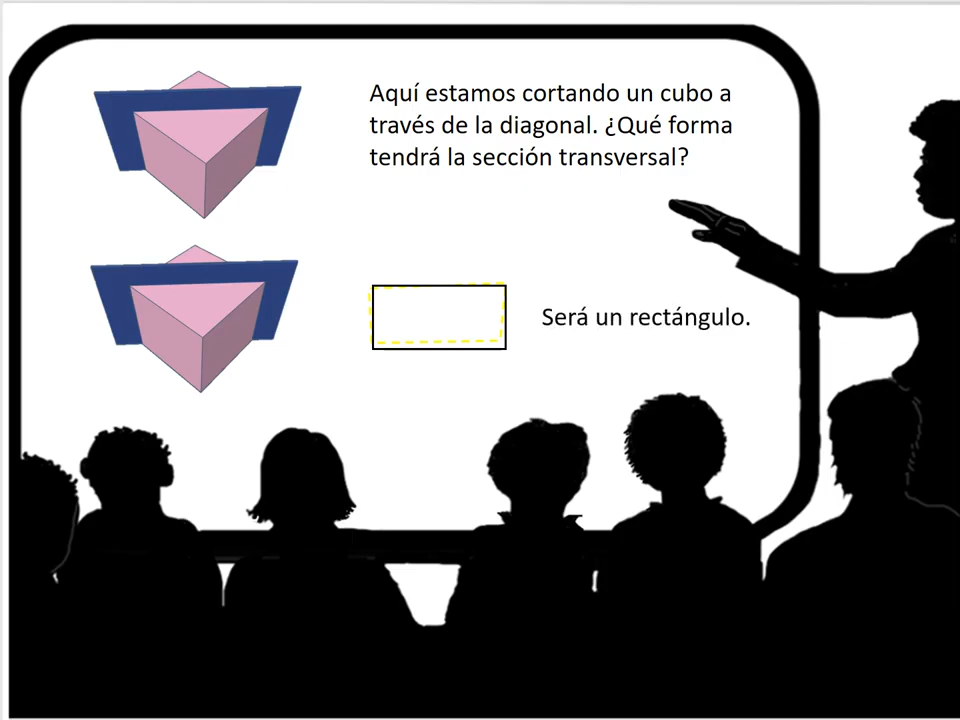 Aquí estamos cortando un cubo a
través de la diagonal. ¿Qué forma
tendrá la sección transversal?
Será un rectángulo.